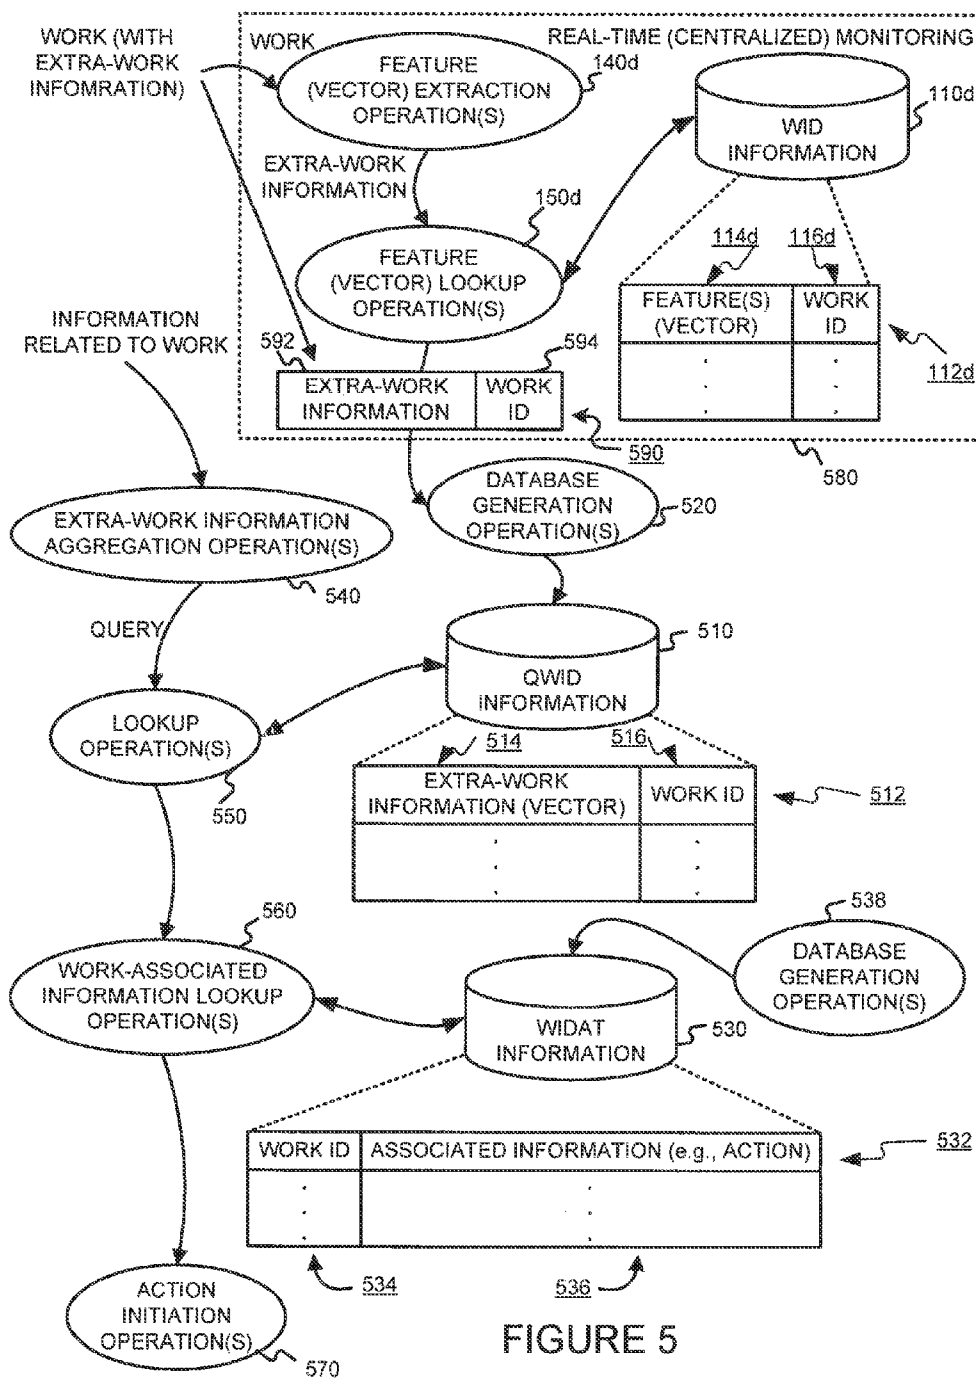 WORK (WITH
EXTRA-WORK
INFOMRATION)
WORK
REAL-TIME (CENTRALIZED) MONITORING
FEATURE
(VECTOR) EXTRACTION
OPERATION(S)
140d
110d
WID
INFORMATION
EXTRA-WORK
INFORMATION
150d
FEATURE
(VECTOR) LOOKUP
OPERATION(S)
114d
116d
FEATURE(S)
(VECTOR)
WORK
ID
112d
INFORMATION
RELATED TO WORK
592
594
EXTRA-WORK
INFORMATION
WORK
ID
590
580
DATABASE
GENERATION
OPERATION(S)
520
EXTRA-WORK INFORMATION
AGGREGATION OPERATION(S)
540
QUERY
510
QWID
INFORMATION
LOOKUP
OPERATION(S)
550
514
516
EXTRA-WORK
INFORMATION (VECTOR)
WORK ID
512
560
538
WORK-ASSOCIATED
INFORMATION LOOKUP
OPERATION(S)
DATABASE
GENERATION
OPERATION(S)
WIDAT
INFORMATION
530
WORK ID
ASSOCIATED INFORMATION (e.g., ACTION)
532
534
536
ACTION
INITIATION
OPERATION(S)
570
FIGURE 5